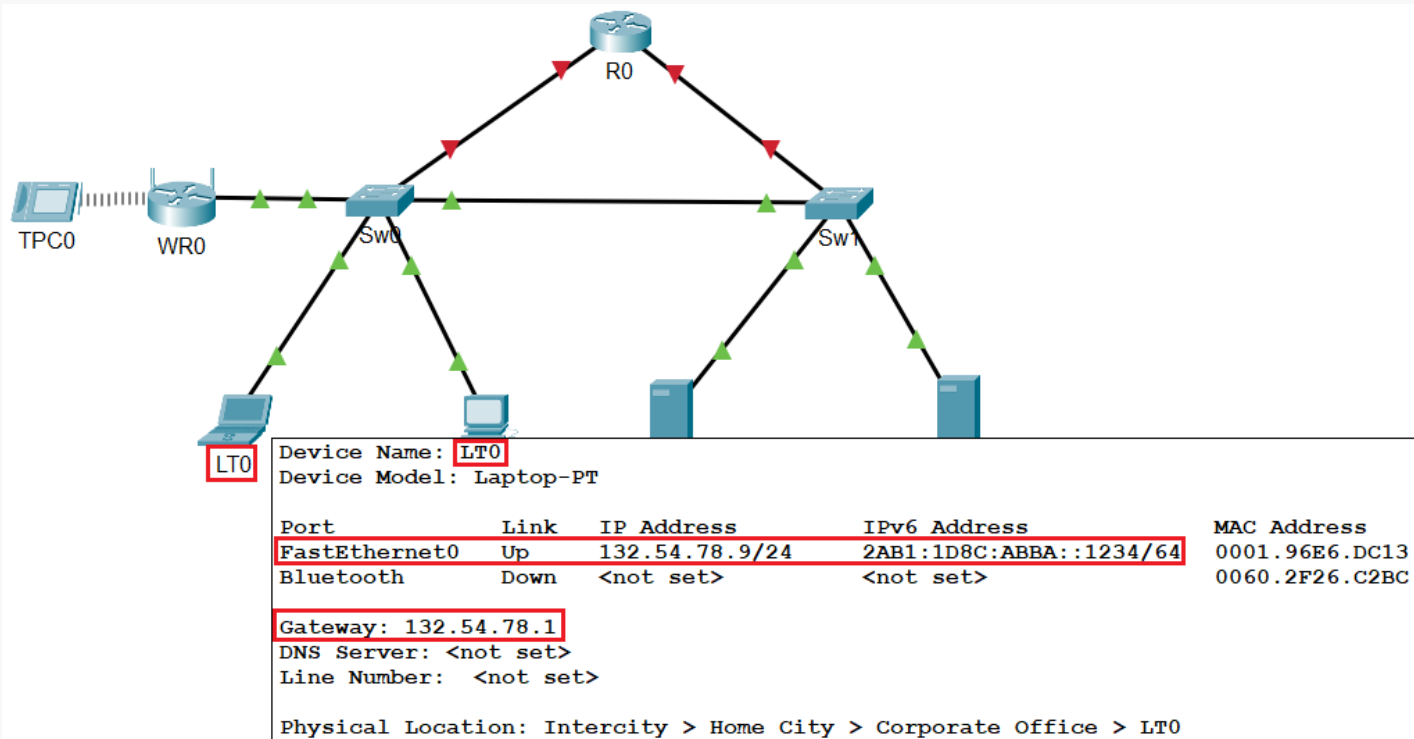 R0
TPC0
WR0
Sw0
Sw1
LT0
Device Name: LT0
Device Model: Laptop-PT
Port Link IP Address IPv6 Address MAC Address
FastEthernet0 Up 132.54.78.9/24 2AB1:1D8C:ABBA::1234/64 0001.96E6.DC13
Bluetooth Down <not set> <not set> 0060.2F26.C2BC
Gateway: 132.54.78.1
DNS Server: <not set>
Line Number: <not set>
Physical Location: Intercity > Home City > Corporate Office > LT0